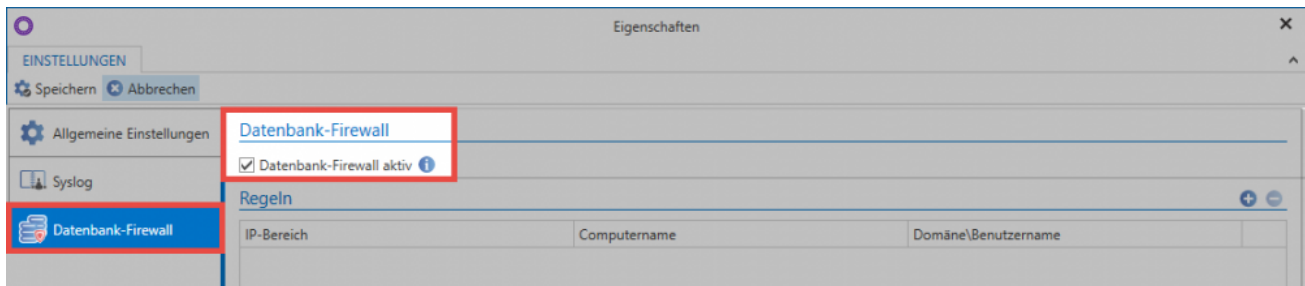 Eigenschaften
EINSTELLUNGEN
Speichern Abbrechen
Allgemeine Einstellungen
Syslog
Datenbank-Firewall
Datenbank-Firewall
Datenbank-Firewall aktiv
Regeln
IP-Bereich Computername Domäne\Benutzername